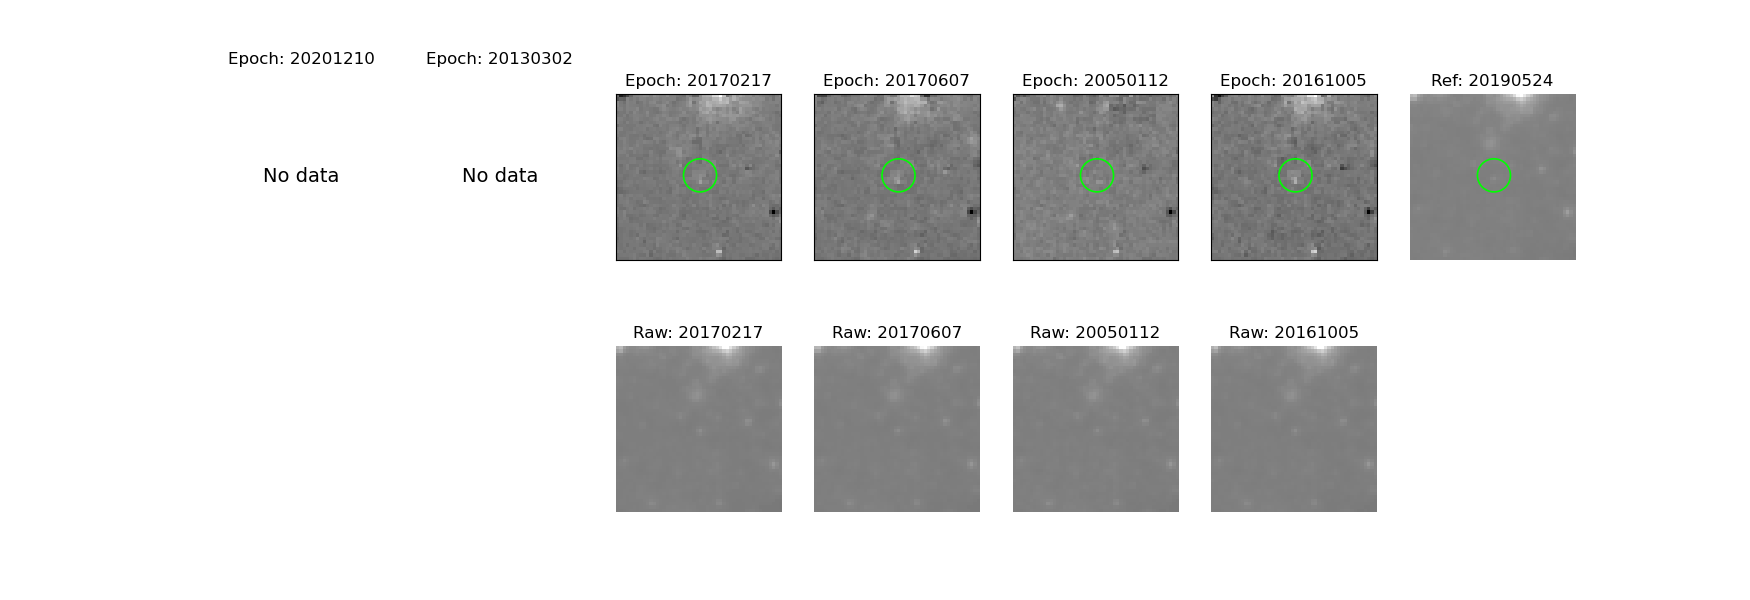 Epoch: 20201210
Epoch: 20130302
Epoch: 20170217
Epoch: 20170607
Epoch: 20050112
Epoch: 20161005
Ref: 20190524
No data
No data
Raw: 20170217
Raw: 20170607
Raw: 20050112
Raw: 20161005